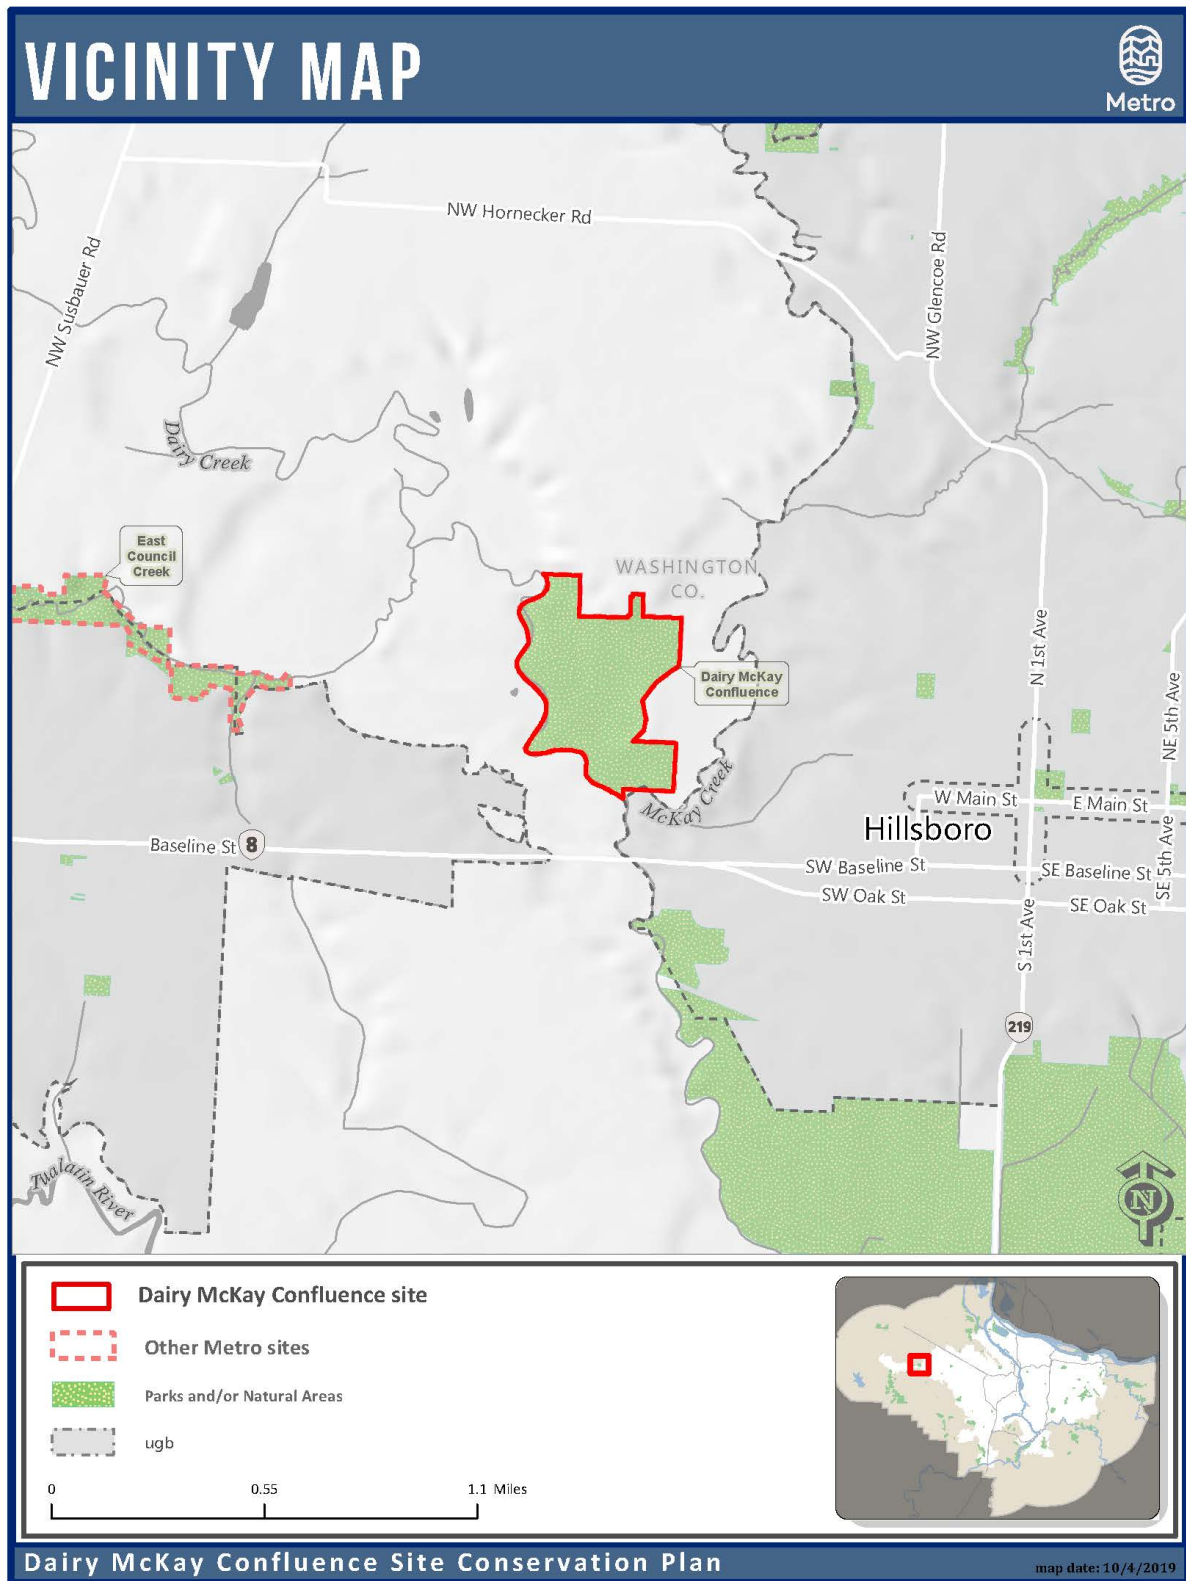 VICINITY MAP
Metro
NW Hornecker Rd
NW Susbauer Rd
NW Glencoe Rd
Dairy Creek
East
Council
Creek
WASHINGTON
CO.
Dairy McKay
Confluence
N 1st Ave
NE 5th Ave
McKay Creek
W Main St
E Main St
Hillsboro
Baseline St
8
SW Baseline St
SE Baseline St
SE 5th Ave
SW Oak St
SE Oak St
S 1st Ave
219
Tualatin River
N
Dairy McKay Confluence site
Other Metro sites
Parks and/or Natural Areas
ugb
0 0.55 1.1 Miles
Dairy McKay Confluence Site Conservation Plan
map date: 10/4/2019